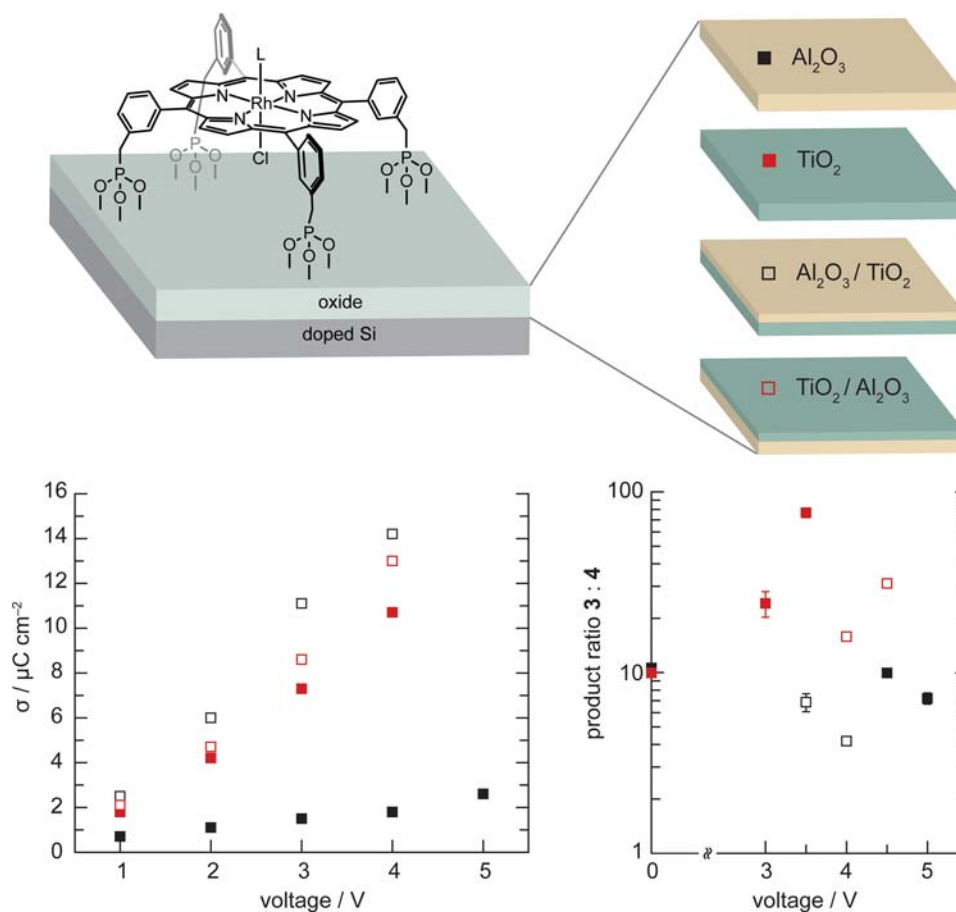 L
Rh
N
N
N
N
Cl
P
O
O
O
P
O
O
O
P
O
O
O
P
O
O
O
oxide
doped Si
Al₂O₃
TiO₂
Al₂O₃ / TiO₂
TiO₂ / Al₂O₃
σ / μC cm⁻²
16
14
12
10
8
6
4
2
0
1
2
3
4
5
voltage / V
product ratio 3 : 4
100
10
1
0
3
4
5
voltage / V